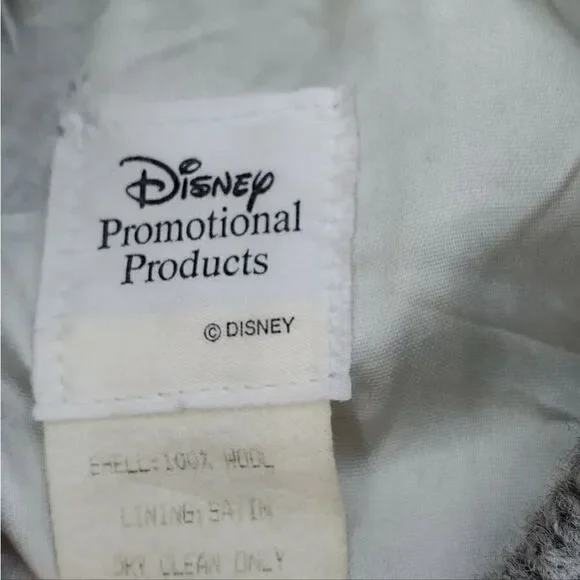 Disney
Promotional
Products
© DISNEY
SHELL:100% WOOL
LINING:SATIN
DRY CLEAN ONLY